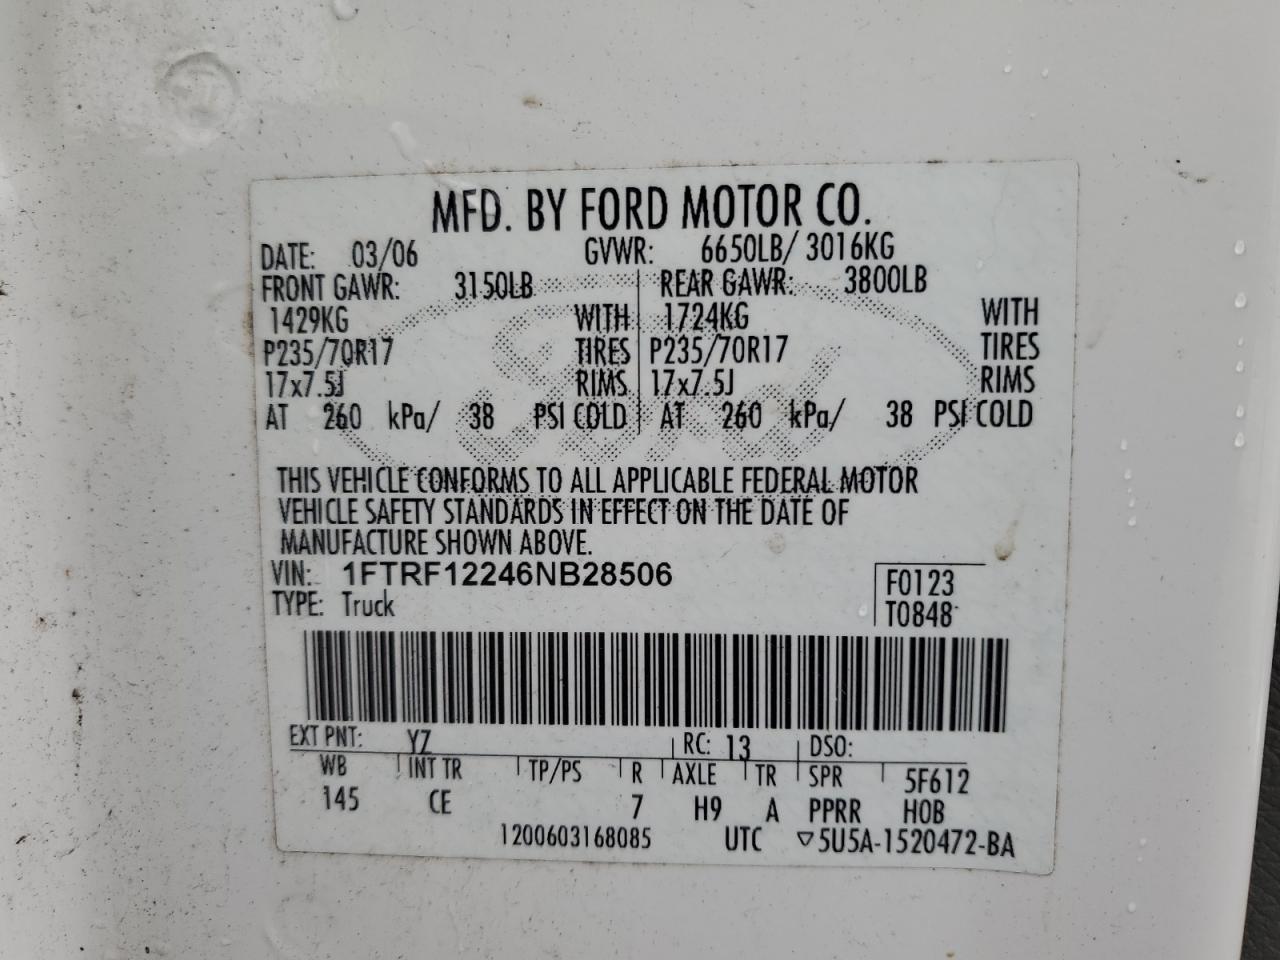 MFD. BY FORD MOTOR CO.
DATE: 03/06 GVWR: 6650LB/ 3016KG
FRONT GAWR: 3150LB REAR GAWR: 3800LB
1429KG WITH 1724KG WITH
P235/70R17 TIRES P235/70R17 TIRES
17x7.5J RIMS 17x7.5J RIMS
AT 260 kPa/ 38 PSI COLD AT 260 kPa/ 38 PSI COLD
Ford
THIS VEHICLE CONFORMS TO ALL APPLICABLE FEDERAL MOTOR
VEHICLE SAFETY STANDARDS IN EFFECT ON THE DATE OF
MANUFACTURE SHOWN ABOVE.
VIN: 1FTRF12246NB28506 F0123
TYPE: Truck T0848
EXT PNT: YZ RC: 13 DSO:
WB INT TR TP/PS R AXLE TR SPR 5F612
145 CE 7 H9 A PPRR HOB
1200603168085 UTC ▽5U5A-1520472-BA